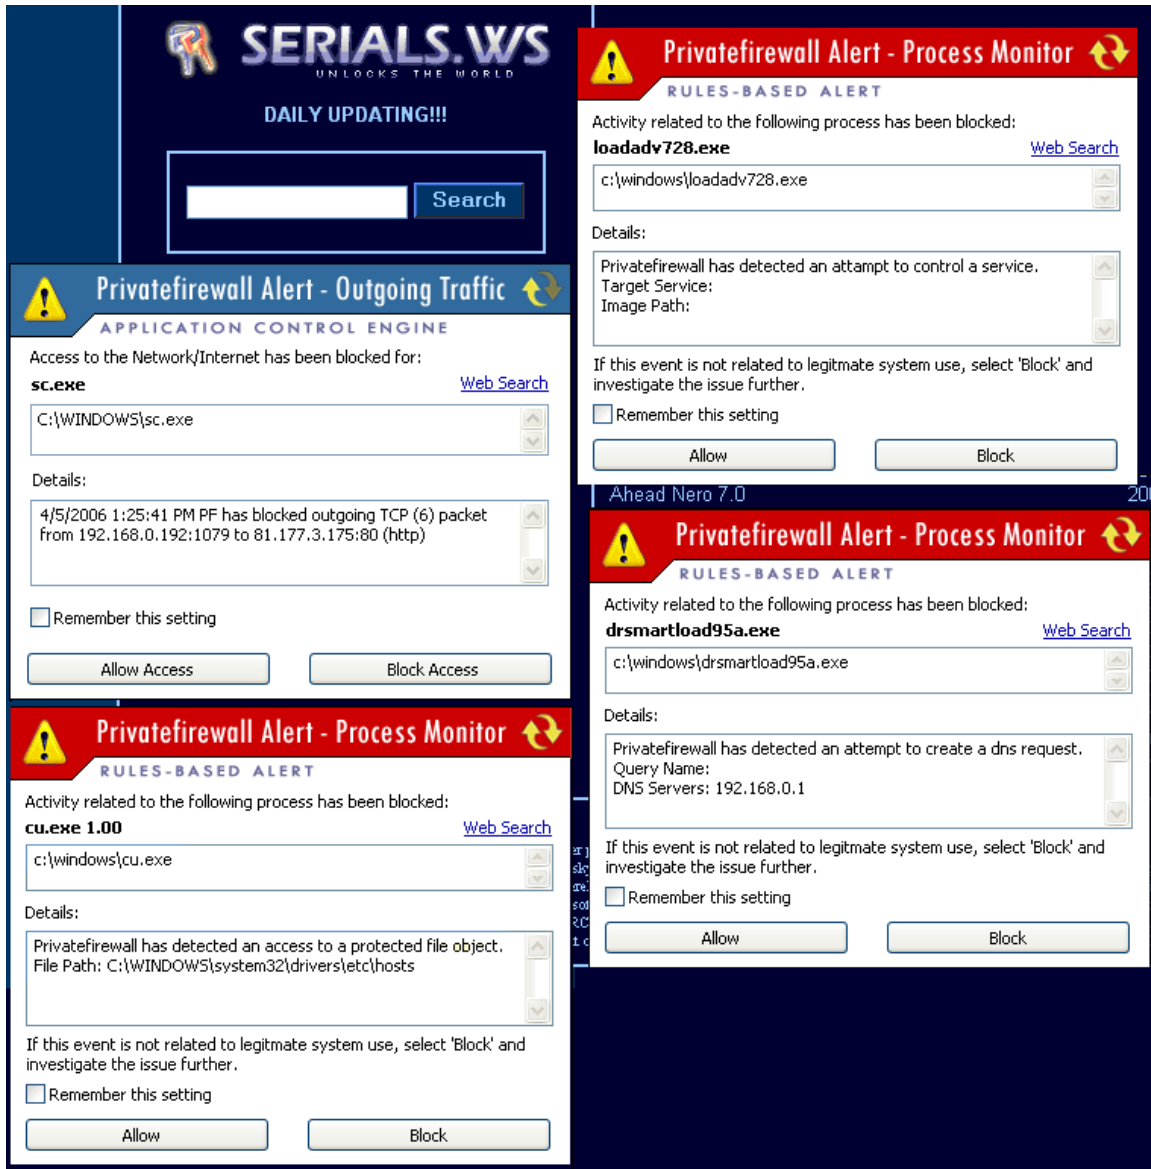 SERIALS.WS
UNLOCKS THE WORLD
DAILY UPDATING!!!
Search
Privatefirewall Alert - Process Monitor
RULES-BASED ALERT
Activity related to the following process has been blocked:
loadadv728.exe
Web Search
c:\windows\loadadv728.exe
Details:
Privatefirewall has detected an attampt to control a service.
Target Service:
Image Path:
If this event is not related to legitmate system use, select 'Block' and
investigate the issue further.
Remember this setting
Allow
Block
Privatefirewall Alert - Outgoing Traffic
APPLICATION CONTROL ENGINE
Access to the Network/Internet has been blocked for:
sc.exe
Web Search
C:\WINDOWS\sc.exe
Details:
4/5/2006 1:25:41 PM PF has blocked outgoing TCP (6) packet
from 192.168.0.192:1079 to 81.177.3.175:80 (http)
Remember this setting
Allow Access
Block Access
Ahead Nero 7.0
Privatefirewall Alert - Process Monitor
RULES-BASED ALERT
Activity related to the following process has been blocked:
drsmartload95a.exe
Web Search
c:\windows\drsmartload95a.exe
Details:
Privatefirewall has detected an attempt to create a dns request.
Query Name:
DNS Servers: 192.168.0.1
If this event is not related to legitmate system use, select 'Block' and
investigate the issue further.
Remember this setting
Allow
Block
Privatefirewall Alert - Process Monitor
RULES-BASED ALERT
Activity related to the following process has been blocked:
cu.exe 1.00
Web Search
c:\windows\cu.exe
Details:
Privatefirewall has detected an access to a protected file object.
File Path: C:\WINDOWS\system32\drivers\etc\hosts
If this event is not related to legitmate system use, select 'Block' and
investigate the issue further.
Remember this setting
Allow
Block